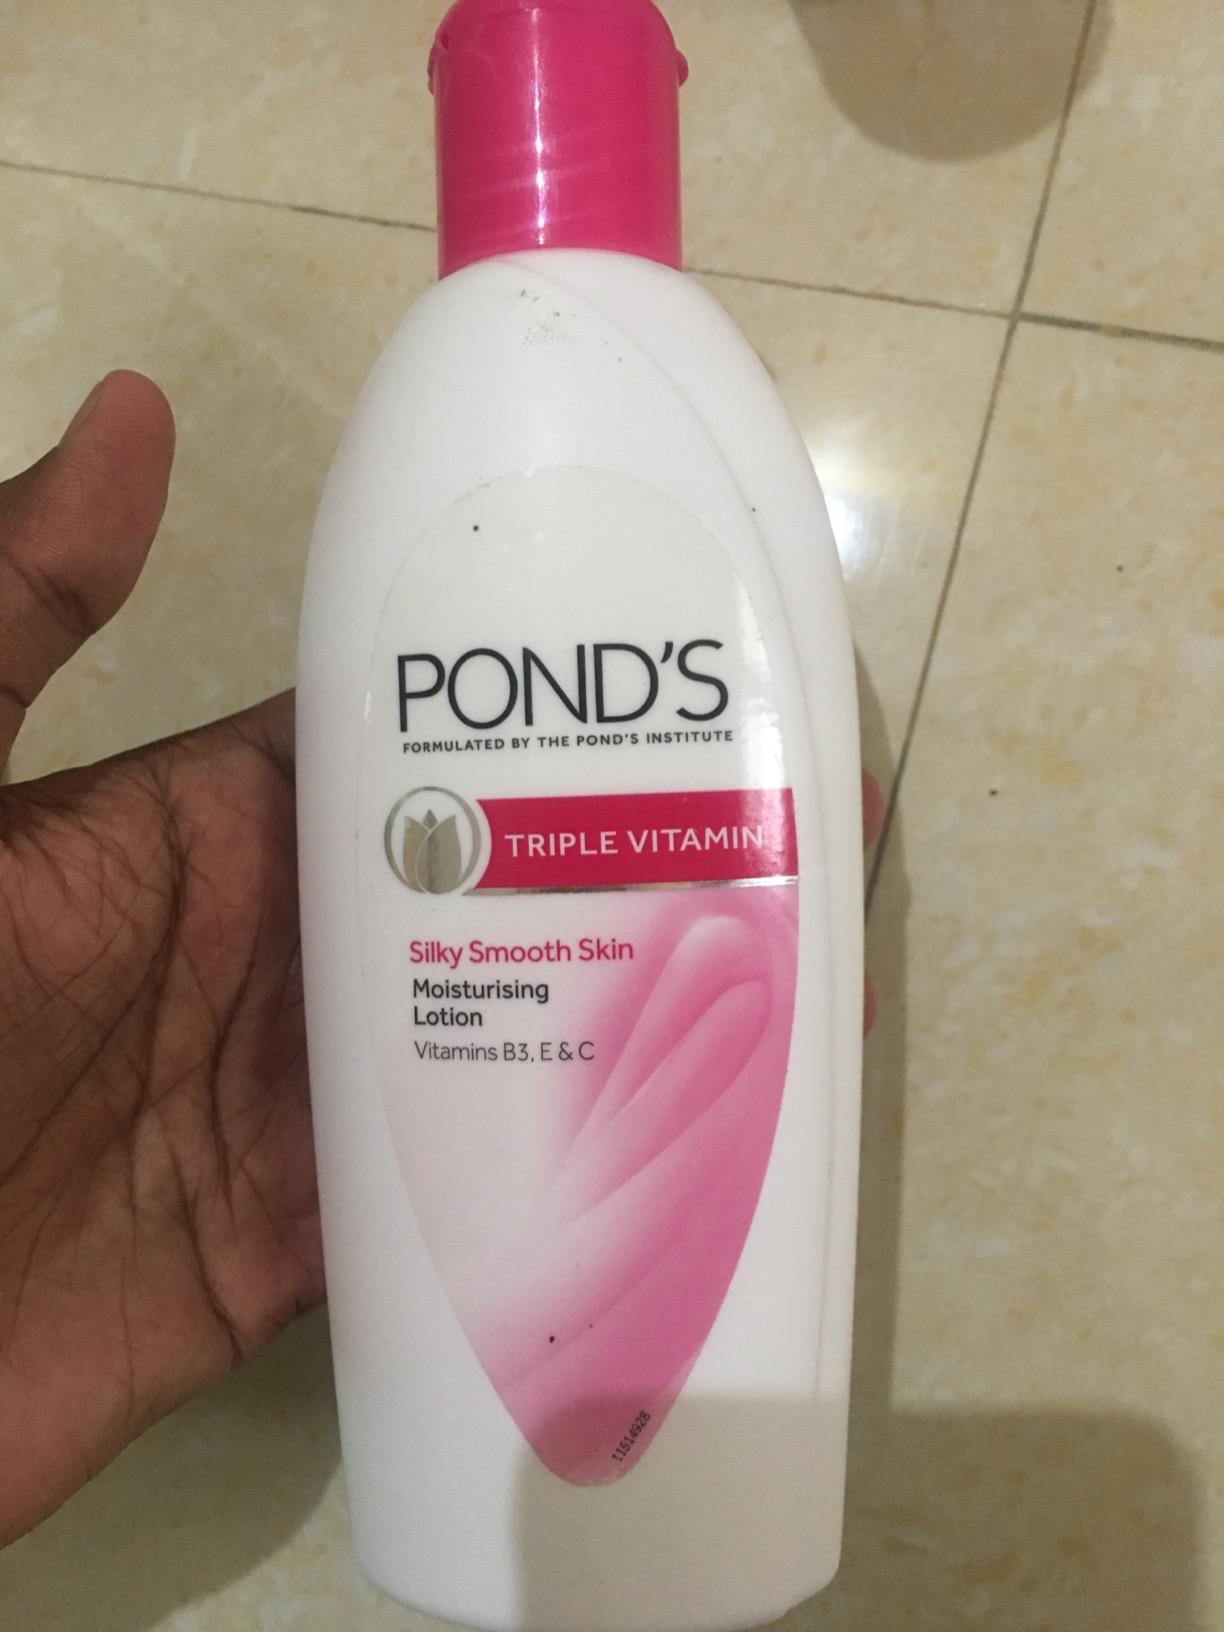 POND'S
FORMULATED BY THE POND'S INSTITUTE
TRIPLE VITAMIN
Silky Smooth Skin
Moisturising
Lotion
Vitamins B3, E & C
11514928